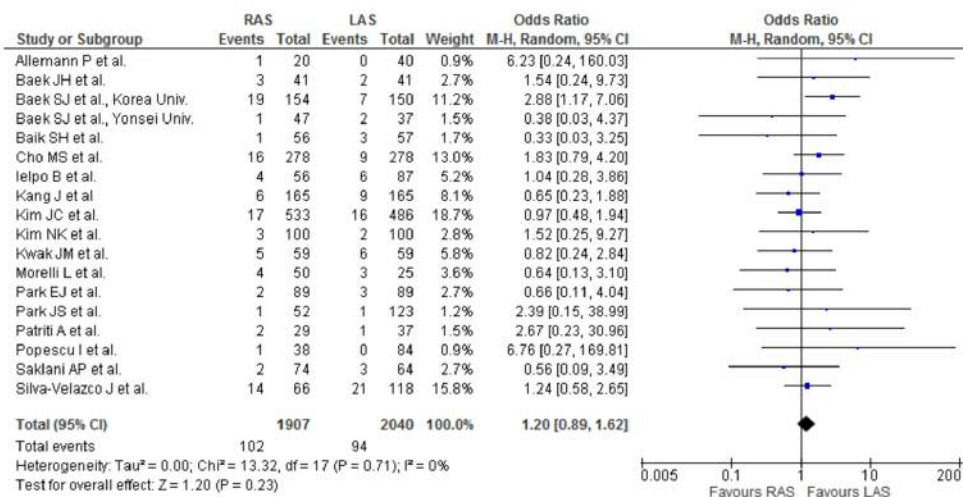 RAS LAS Odds Ratio Odds Ratio
Study or Subgroup Events Total Events Total Weight M-H, Random, 95% CI M-H, Random, 95% CI
Allemann P et al. 1 20 0 40 0.9% 6.23 [0.24, 160.03]
Baek JH 3 41 2 41 3.0% 1.54 [0.24, 9.73]
Baek SJ et al., Korea Univ. 19 154 7 150 11.2% 2.88 [1.17, 7.06]
Baek SJ et al., Yonsei Univ. 1 47 2 37 1.5% 0.38 [0.03, 4.37]
Baik SH 1 56 3 57 1.7% 0.33 [0.03, 3.25]
Cho MS et al. 16 278 9 278 13.0% 1.83 [0.79, 4.20]
Ielpo B et al. 4 56 6 87 5.2% 1.04 [0.28, 3.86]
Kang J et al 6 165 9 165 8.1% 0.65 [0.23, 1.88]
Kim JC et al. 17 533 16 486 18.7% 0.97 [0.48, 1.94]
Kim NK et al. 3 100 2 100 2.8% 1.52 [0.25, 9.27]
Kwak JM et al. 5 59 6 59 5.8% 0.82 [0.24, 2.84]
Morelli L et al. 4 50 3 25 3.6% 0.64 [0.13, 3.10]
Park EJ et al. 2 89 3 89 2.7% 0.66 [0.11, 4.04]
Park JS et al. 1 52 1 123 1.2% 2.39 [0.15, 38.99]
Patriti A et al. 2 29 1 37 1.5% 2.67 [0.23, 30.96]
Popescu I et al. 1 38 0 84 0.9% 6.76 [0.27, 169.81]
Saklani AP et al. 2 74 3 64 2.7% 0.56 [0.09, 3.49]
Silva-Velazco J et al. 14 66 21 118 15.8% 1.24 [0.58, 2.65]
Total (95% CI) 1907 2040 100.0% 1.20 [0.89, 1.62]
Total events 102 94
Heterogeneity: Tau² = 0.00; Chi² = 13.32, df = 17 (P = 0.71); I² = 0%
Test for overall effect: Z = 1.20 (P = 0.23)
0.005 0.1 1 10 200
Favours RAS Favours LAS